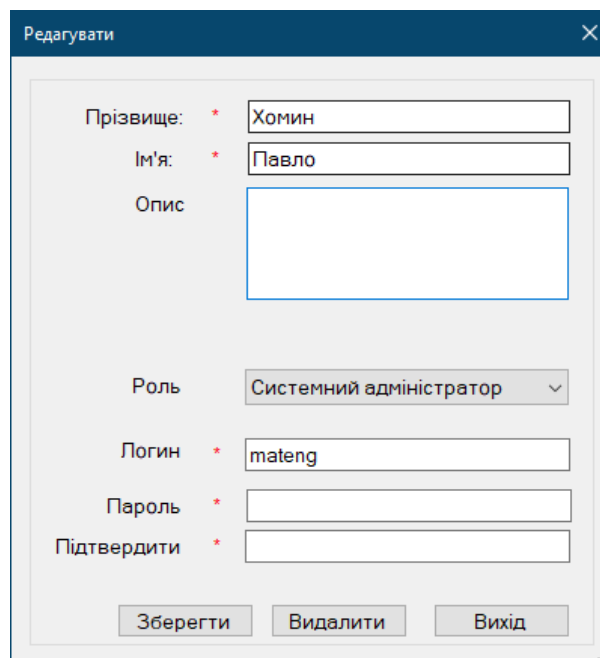 Редагувати
Прізвище: * Хомин
Ім'я: * Павло
Опис
Роль Системний адміністратор
Логин * mateng
Пароль *
Підтвердити *
Зберегти Видалити Вихід